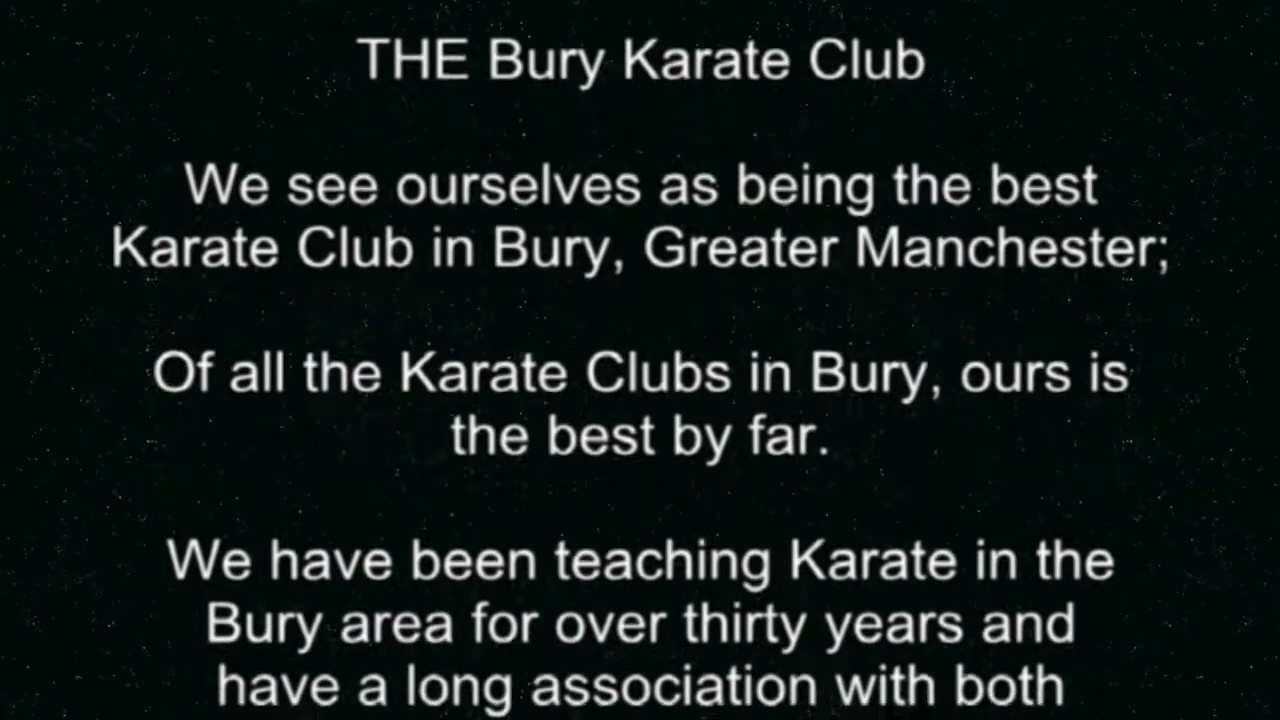 THE Bury Karate Club
We see ourselves as being the best
Karate Club in Bury, Greater Manchester;
Of all the Karate Clubs in Bury, ours is
the best by far.
We have been teaching Karate in the
Bury area for over thirty years and
have a long association with both